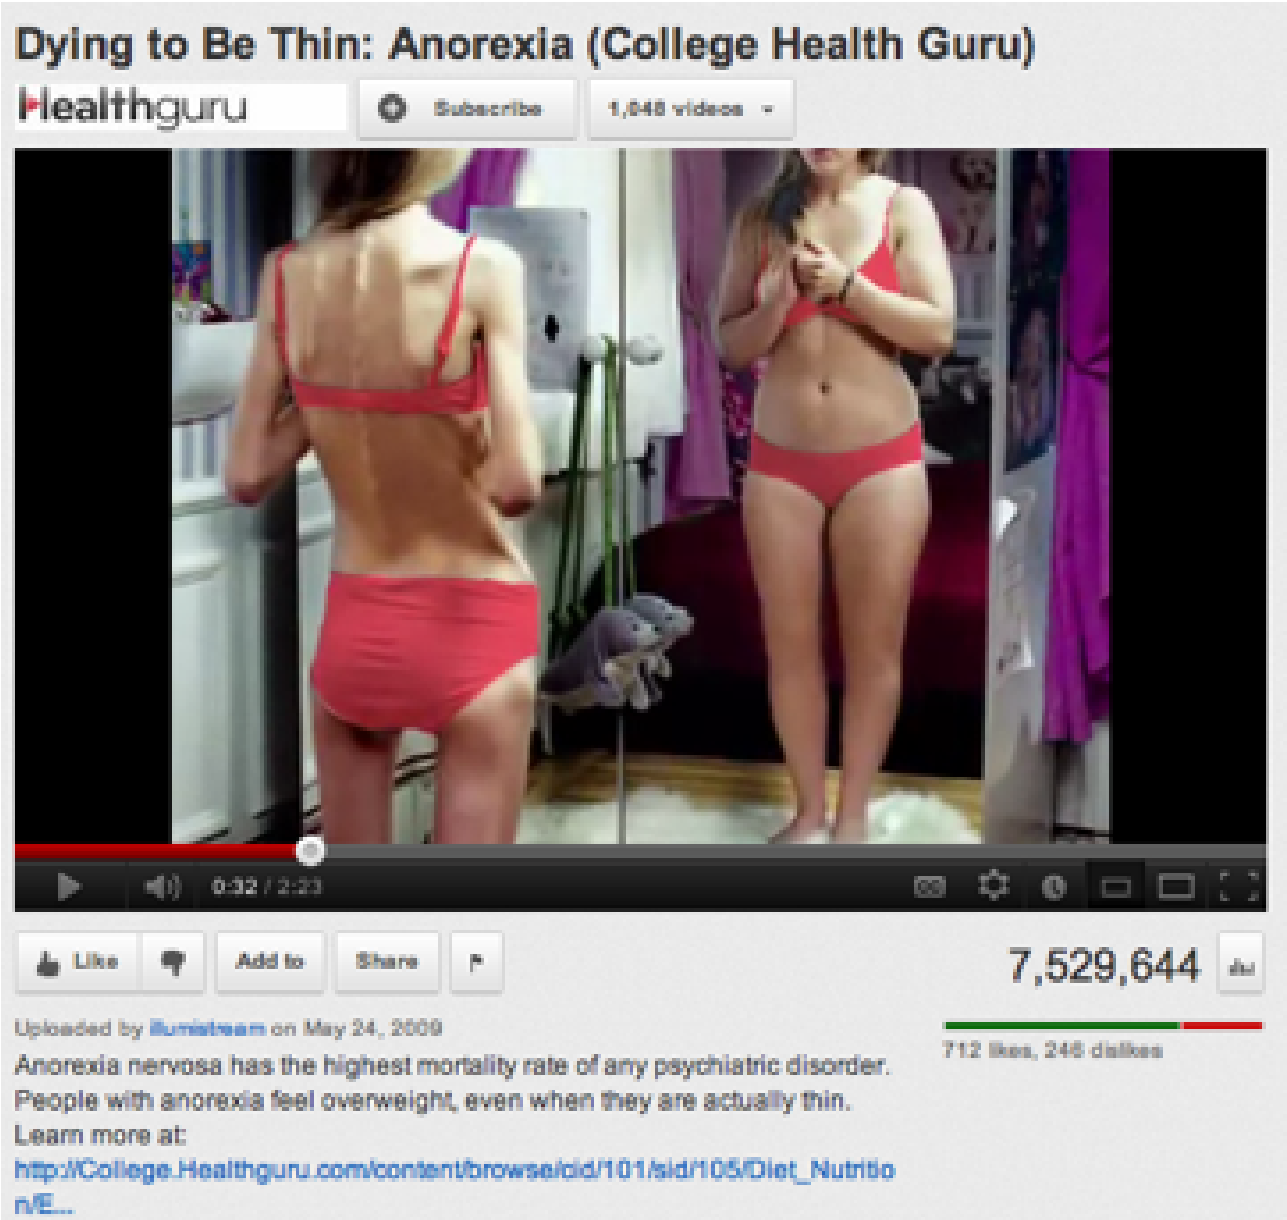 Dying to Be Thin: Anorexia (College Health Guru)
Healthguru
Subscribe
1,048 videos
0:32 / 2:23
CC
Like
Add to
Share
7,529,644
Uploaded by illumistream on May 24, 2009
712 likes, 246 dislikes
Anorexia nervosa has the highest mortality rate of any psychiatric disorder.
People with anorexia feel overweight, even when they are actually thin.
Learn more at:
http://College.Healthguru.com/content/browse/cid/101/sid/105/Diet_Nutritio
n/E...